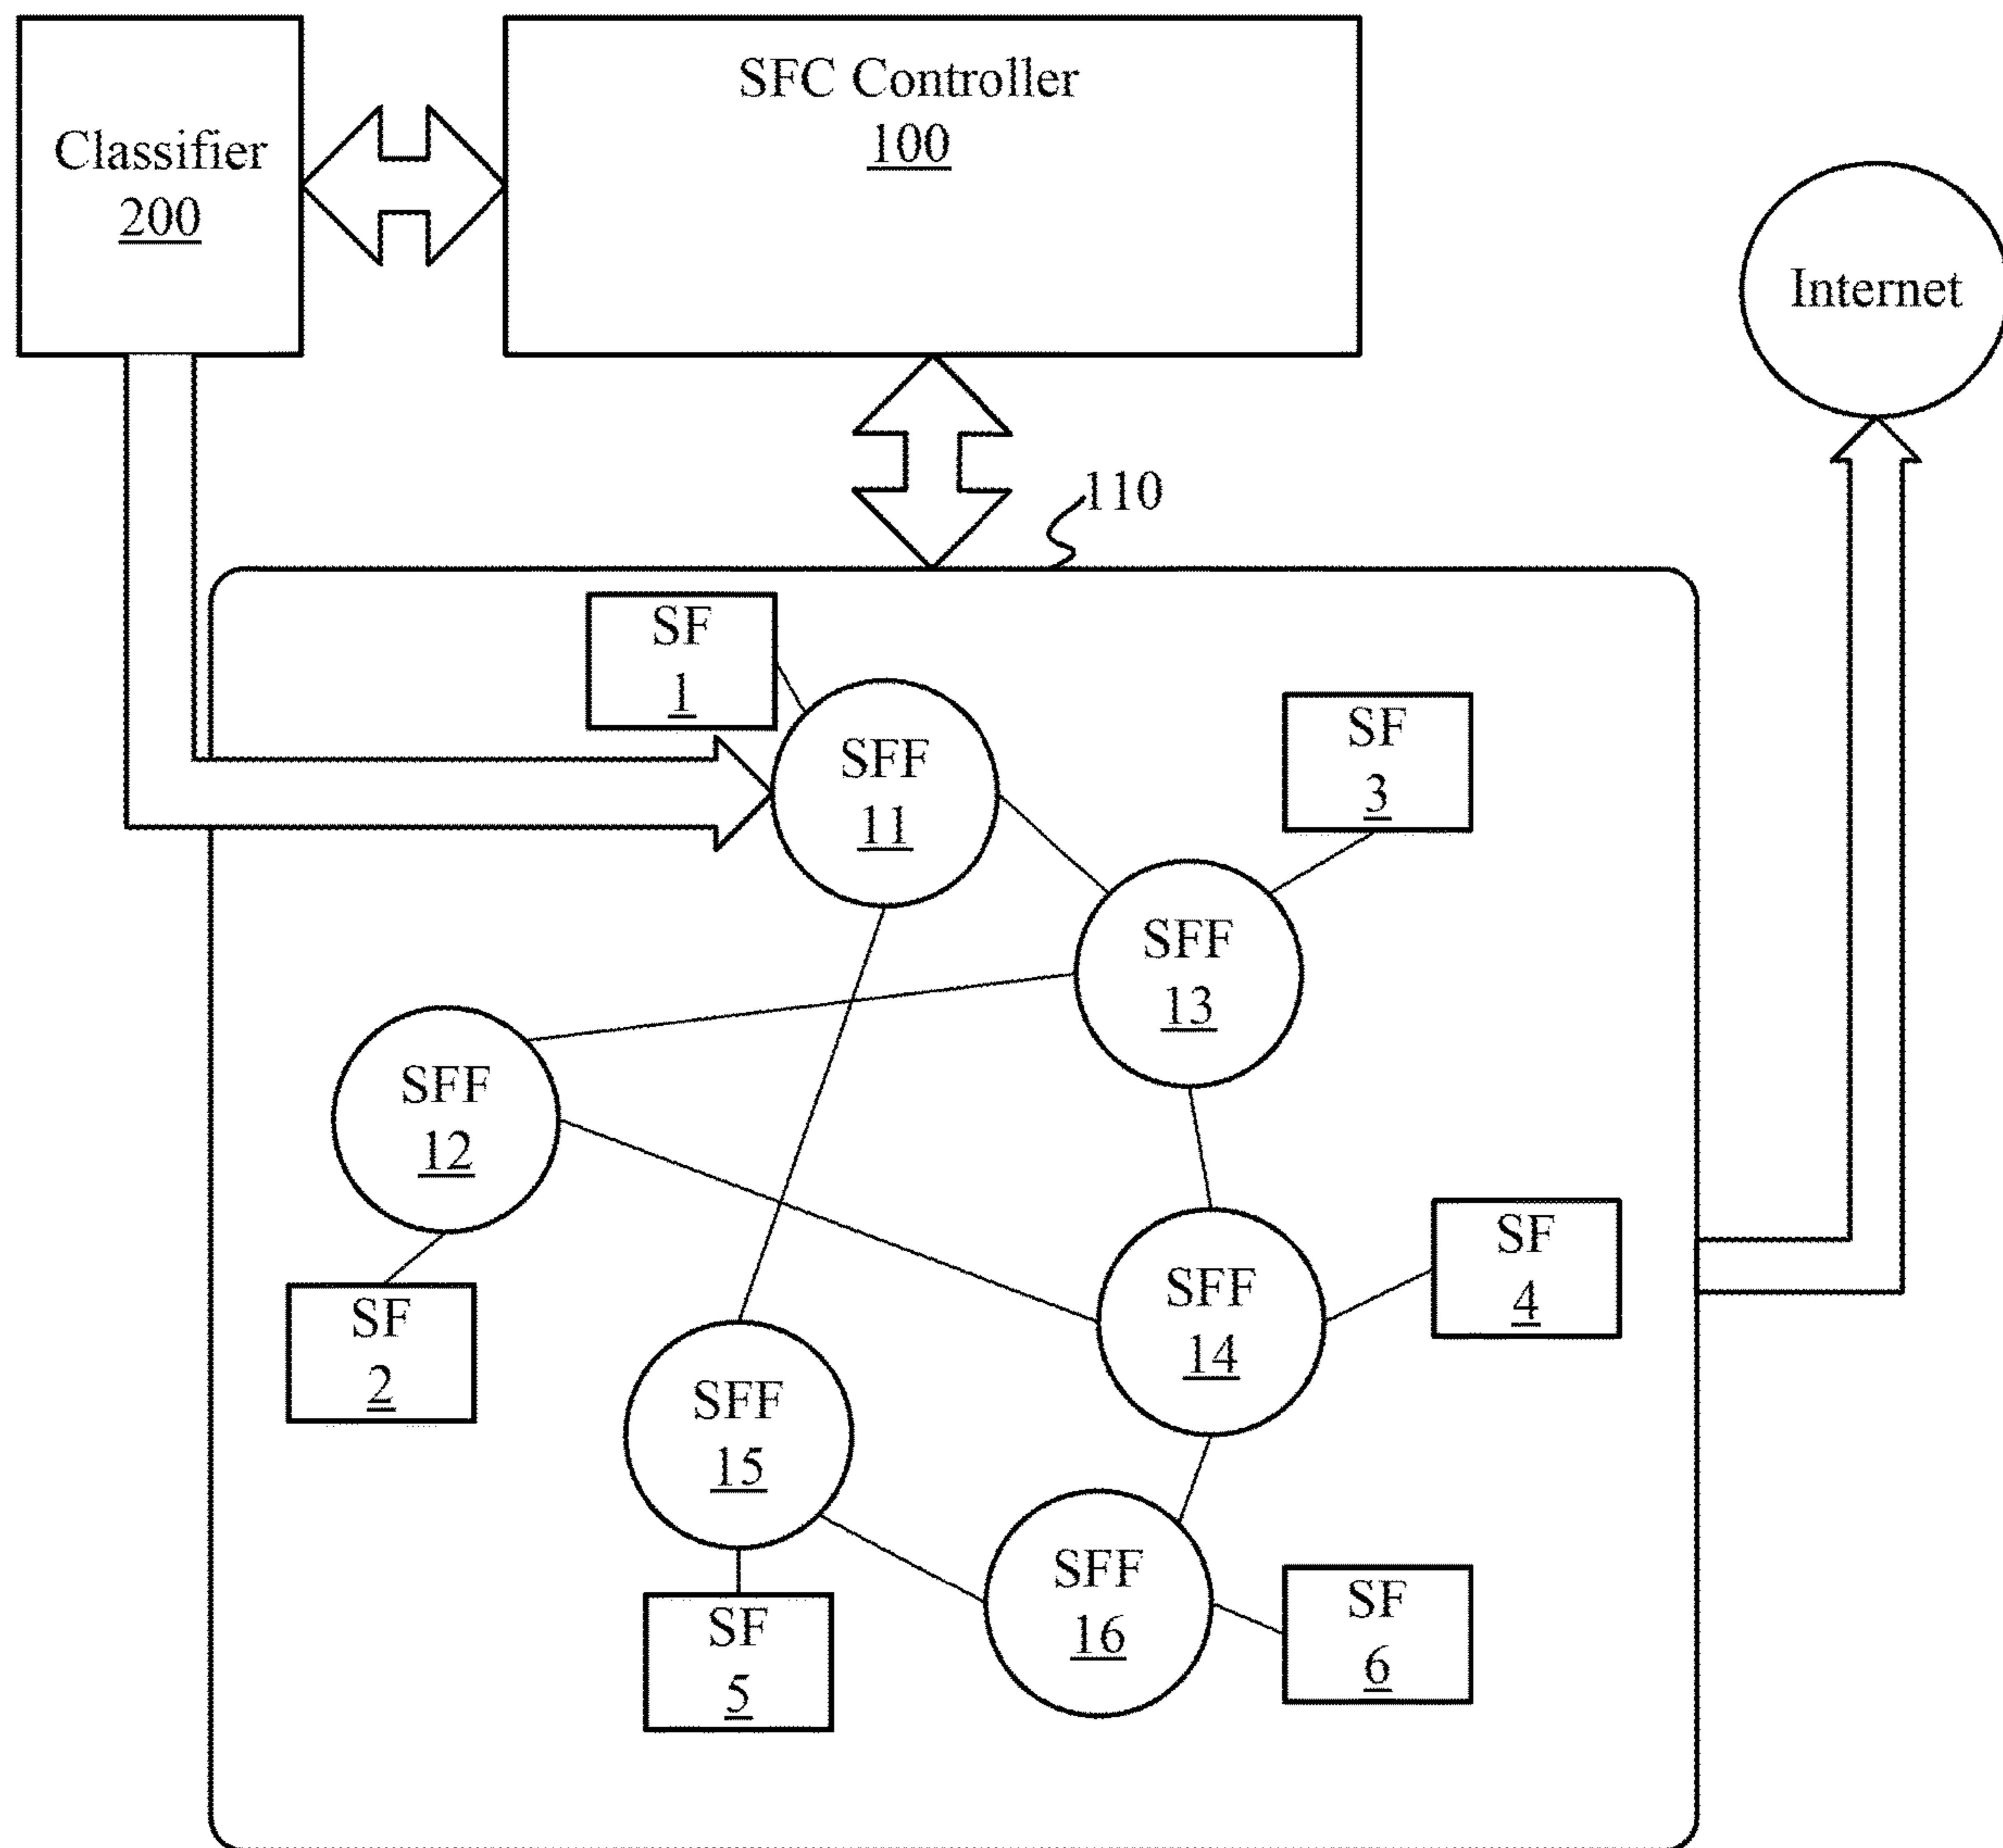 Classifier
200
SFC Controller
100
Internet
110
SF
1
SFF
11
SF
3
SFF
13
SFF
12
SF
2
SFF
14
SF
4
SFF
15
SF
5
SFF
16
SF
6